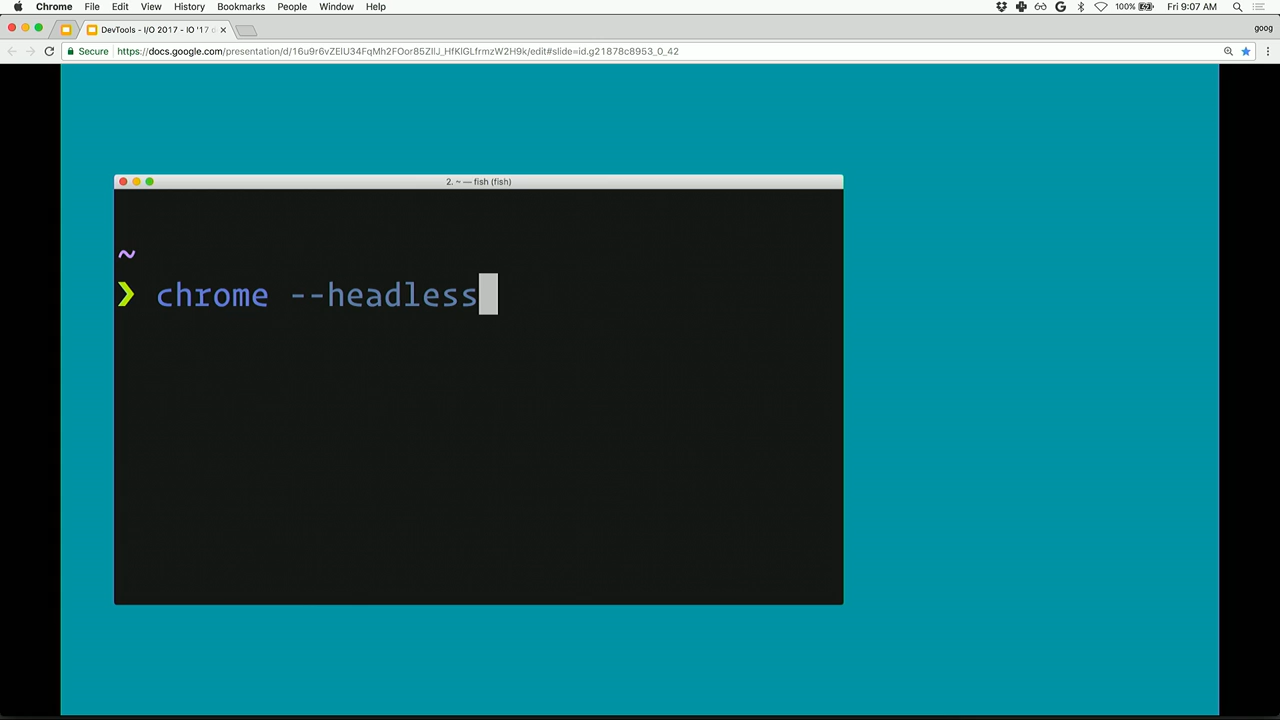 Chrome File Edit View History Bookmarks People Window Help 100% Fri 9:07 AM
DevTools - I/O 2017 - IO '17 d × goog
Secure https://docs.google.com/presentation/d/16u9r6vZEIU34FqMh2FOor85ZIlJ_HfKlGLfrmzW2H9k/edit#slide=id.g21878c8953_0_42
2. ~ — fish (fish)
~
❯ chrome --headless